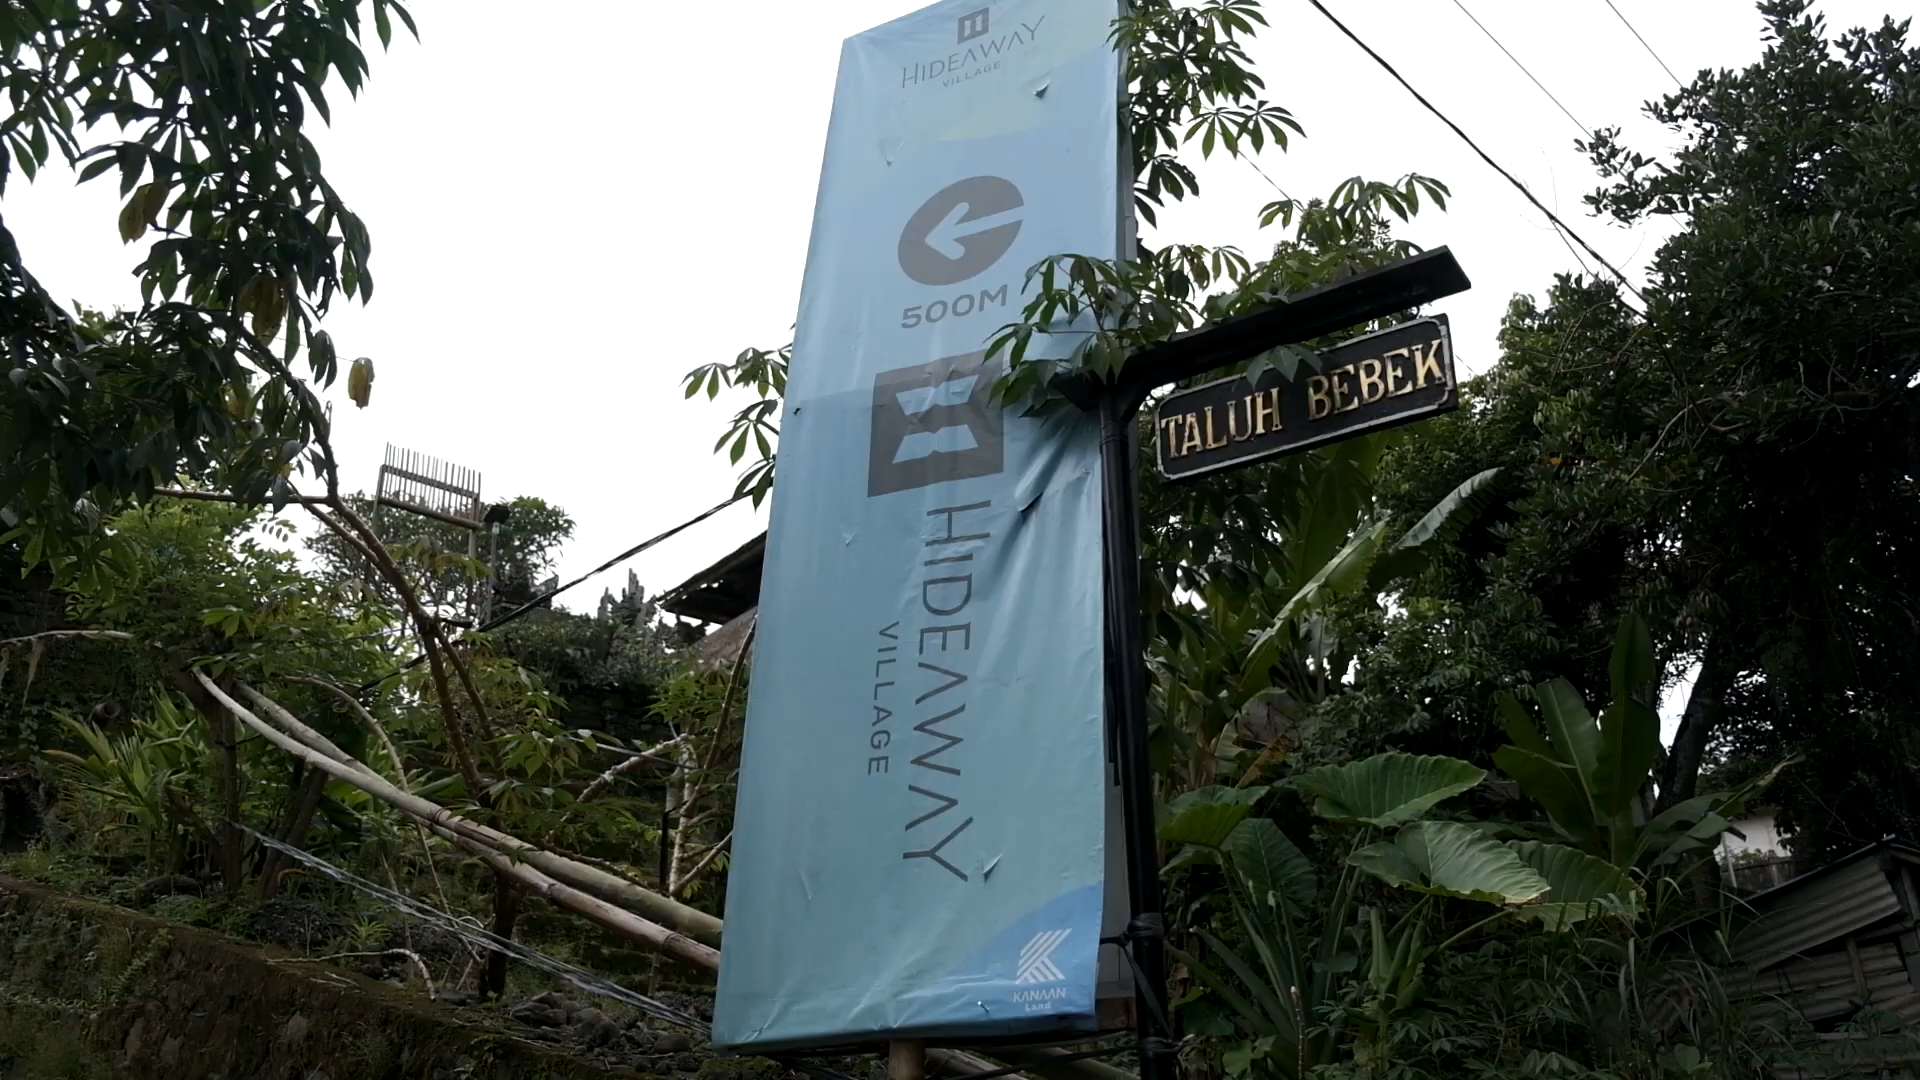 HIDEAWAY
VILLAGE
500M
HIDEAWAY
VILLAGE
KANAAN
Land
TALUH BEBEK